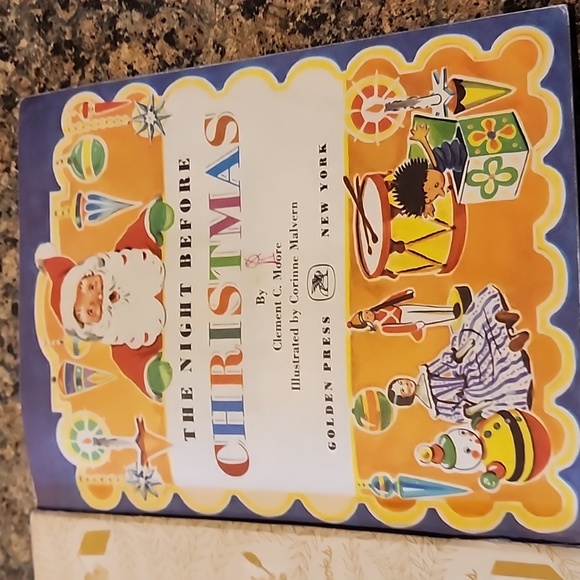 THE NIGHT BEFORE
CHRISTMAS
By
Clement C. Moore
Illustrated by Corinne Malvern
GOLDEN PRESS NEW YORK